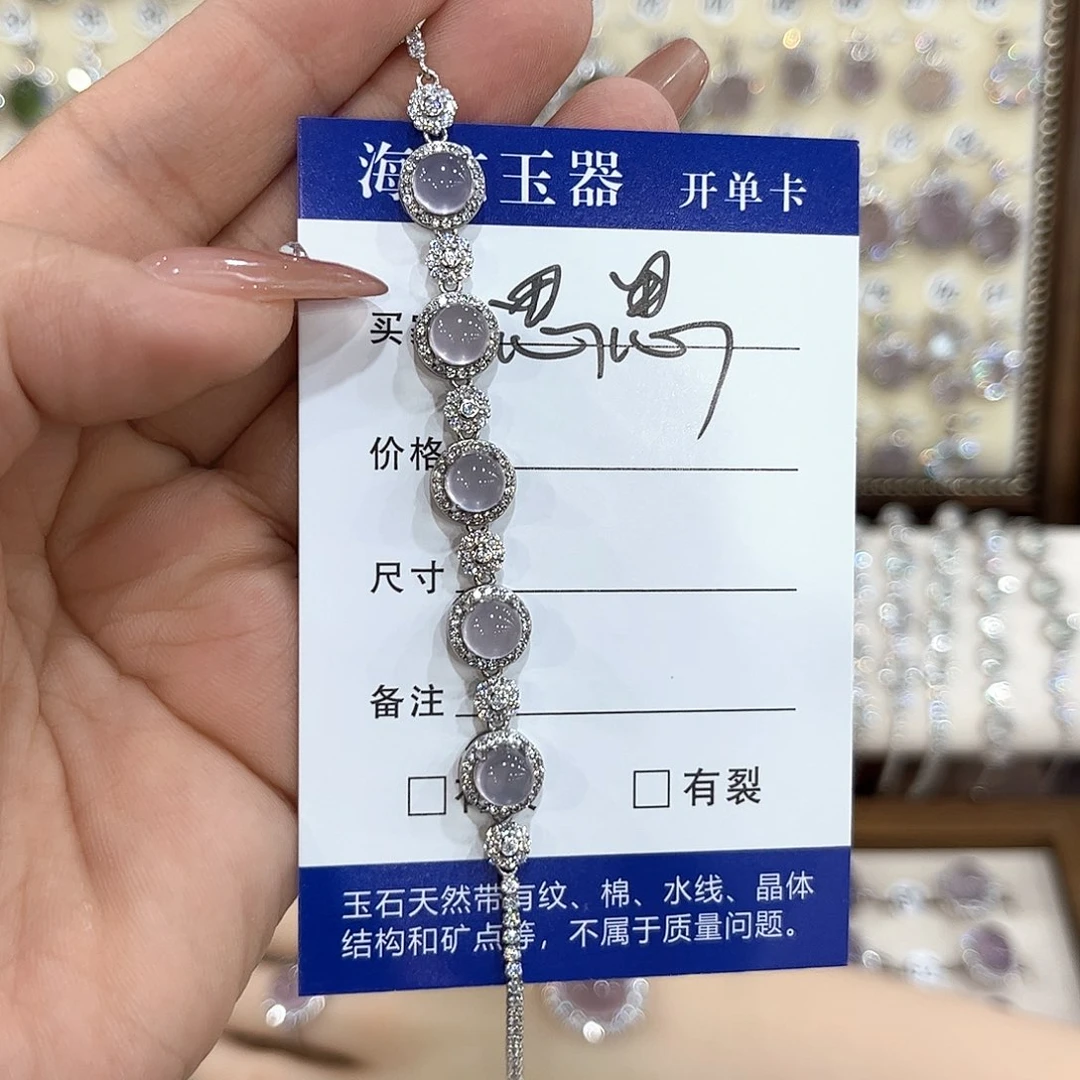 海 玉器 开单卡
买 思思
价格
尺寸
备注
有裂
玉石天然带有纹、棉、水线、晶体
结构和矿点等，不属于质量问题。